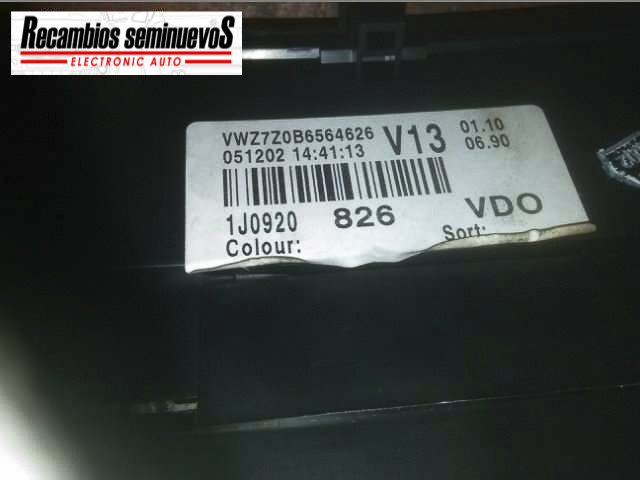 Recambios seminuevoS
ELECTRONIC AUTO
VWZ7Z0B6564626 V13 01.10
051202 14:41:13 06.90
1J0920 826 VDO
Colour: Sort: